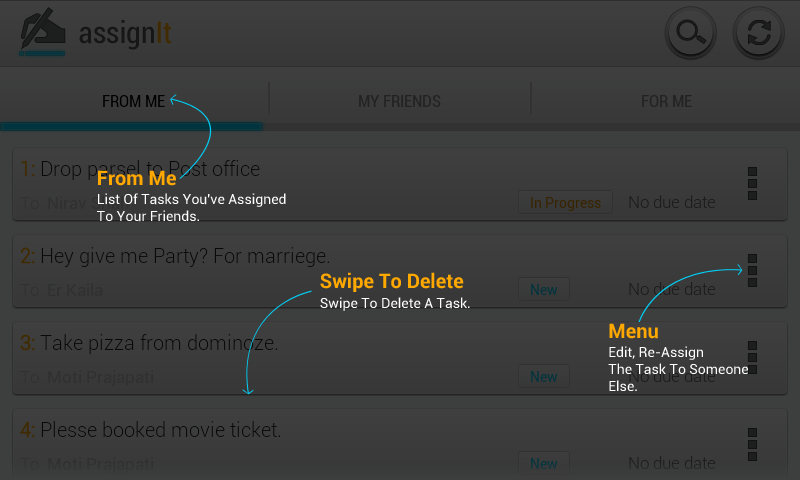 assignIt
FROM ME
MY FRIENDS
FOR ME
1: Drop parsel to Post office
From Me
List Of Tasks You've Assigned
To Your Friends.
To: Nirav
In Progress
No due date
2: Hey give me Party? For marriege.
To: Er Kaila
New
No due date
Swipe To Delete
Swipe To Delete A Task.
Menu
Edit, Re-Assign
The Task To Someone
Else.
3: Take pizza from dominoze.
To: Moti Prajapati
New
No due date
4: Plesse booked movie ticket.
To: Moti Prajapati
New
No due date